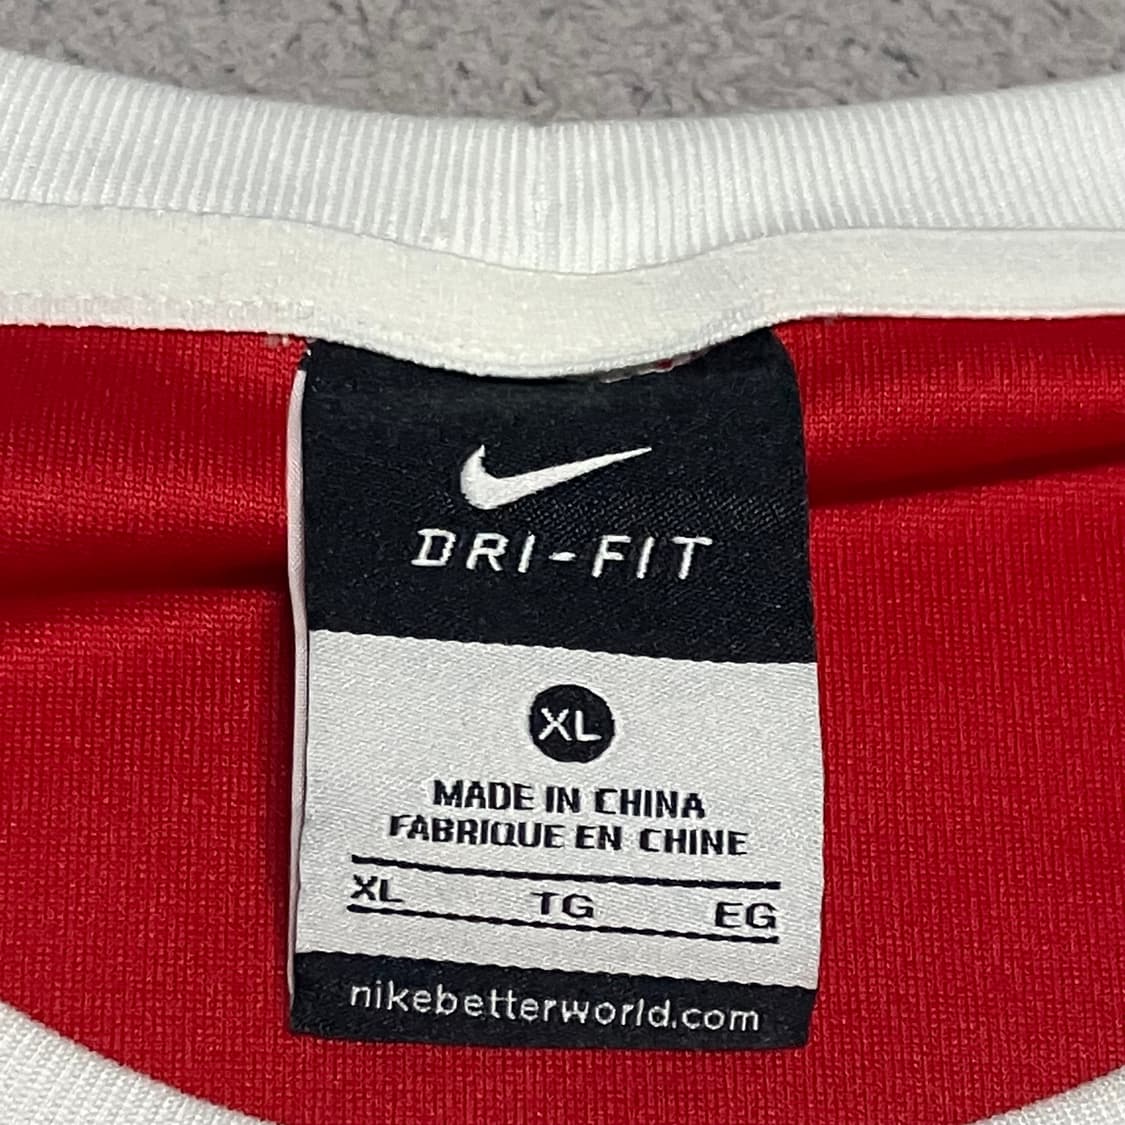 DRI-FIT
XL
MADE IN CHINA
FABRIQUE EN CHINE
XL TG EG
nikebetterworld.com